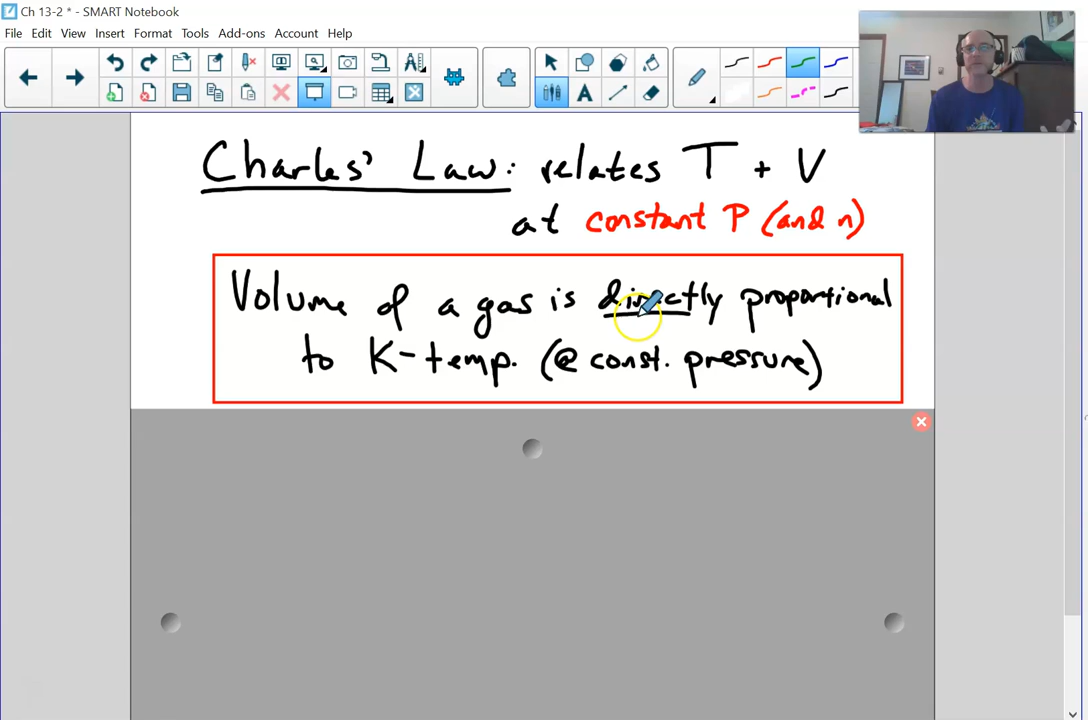 Ch 13-2 * - SMART Notebook
File Edit View Insert Format Tools Add-ons Account Help
Charles' Law: relates T + V
at constant P (and n)
Volume of a gas is directly proportional
to K-temp. (@ const. pressure)